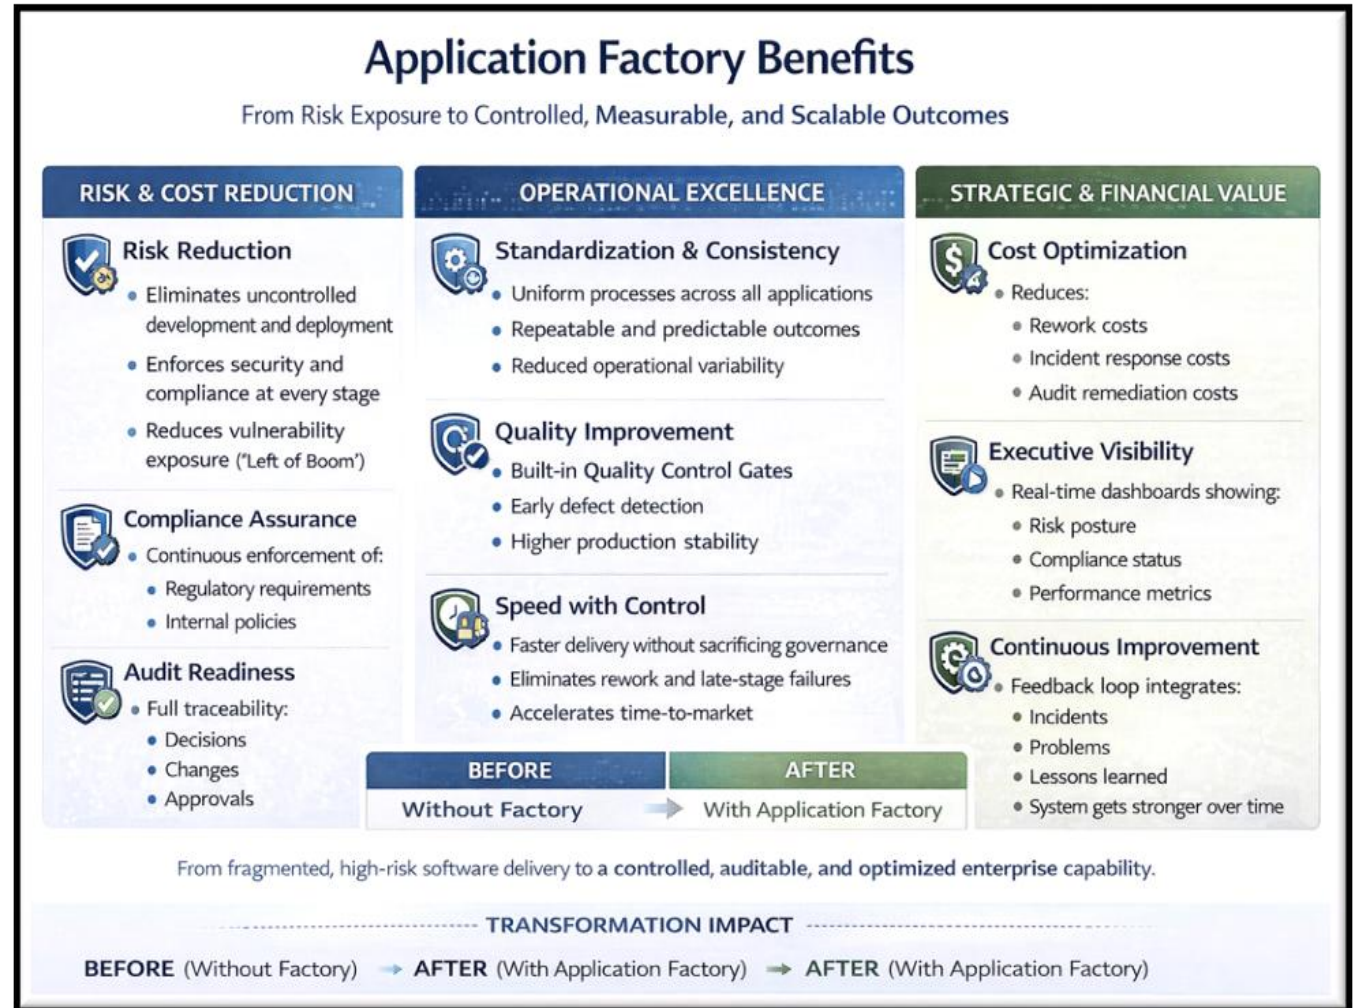 Application Factory Benefits
From Risk Exposure to Controlled, Measurable, and Scalable Outcomes
RISK & COST REDUCTION
Risk Reduction
• Eliminates uncontrolled
development and deployment
• Enforces security and
compliance at every stage
• Reduces vulnerability
exposure ("Left of Boom')
Compliance Assurance
• Continuous enforcement of:
• Regulatory requirements
• Internal policies
Audit Readiness
• Full traceability:
• Decisions
• Changes
• Approvals
OPERATIONAL EXCELLENCE
Standardization & Consistency
• Uniform processes across all applications
• Repeatable and predictable outcomes
• Reduced operational variability
Quality Improvement
• Built-in Quality Control Gates
• Early defect detection
• Higher production stability
Speed with Control
• Faster delivery without sacrificing governance
• Eliminates rework and late-stage failures
• Accelerates time-to-market
STRATEGIC & FINANCIAL VALUE
Cost Optimization
• Reduces:
• Rework costs
• Incident response costs
• Audit remediation costs
Executive Visibility
• Real-time dashboards showing:
• Risk posture
• Compliance status
• Performance metrics
Continuous Improvement
• Feedback loop integrates:
• Incidents
• Problems
• Lessons learned
• System gets stronger over time
BEFORE AFTER
Without Factory → With Application Factory
From fragmented, high-risk software delivery to a controlled, auditable, and optimized enterprise capability.
TRANSFORMATION IMPACT
BEFORE (Without Factory) → AFTER (With Application Factory) → AFTER (With Application Factory)